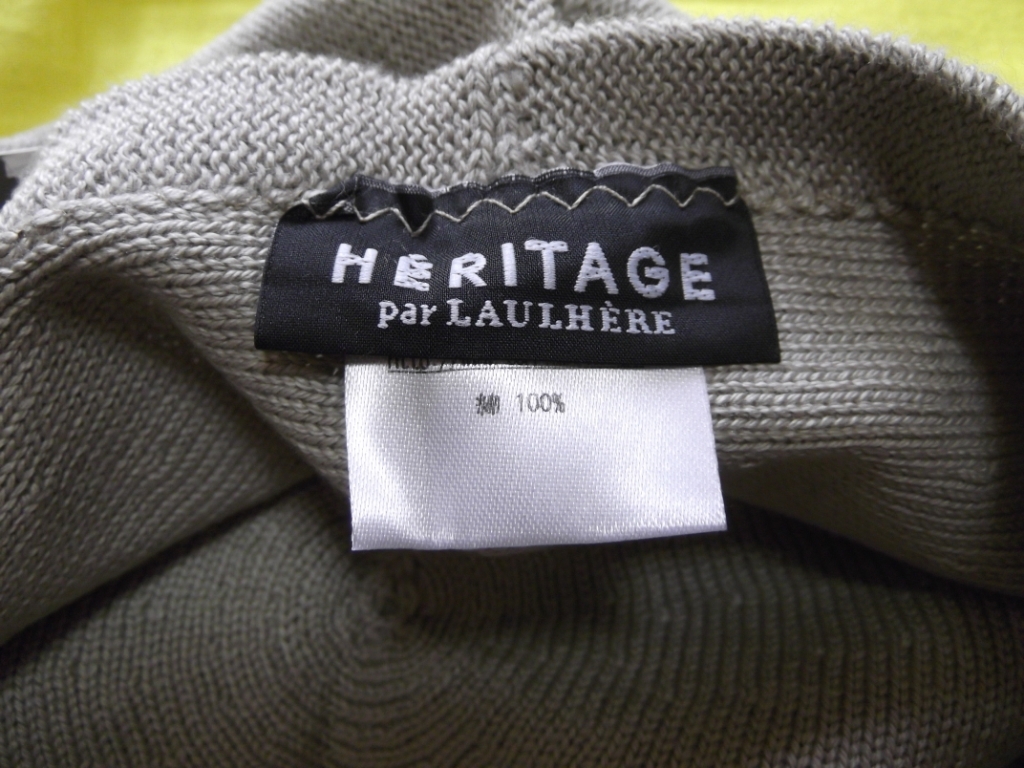 HERITAGE
par LAULHÈRE
綿 100%